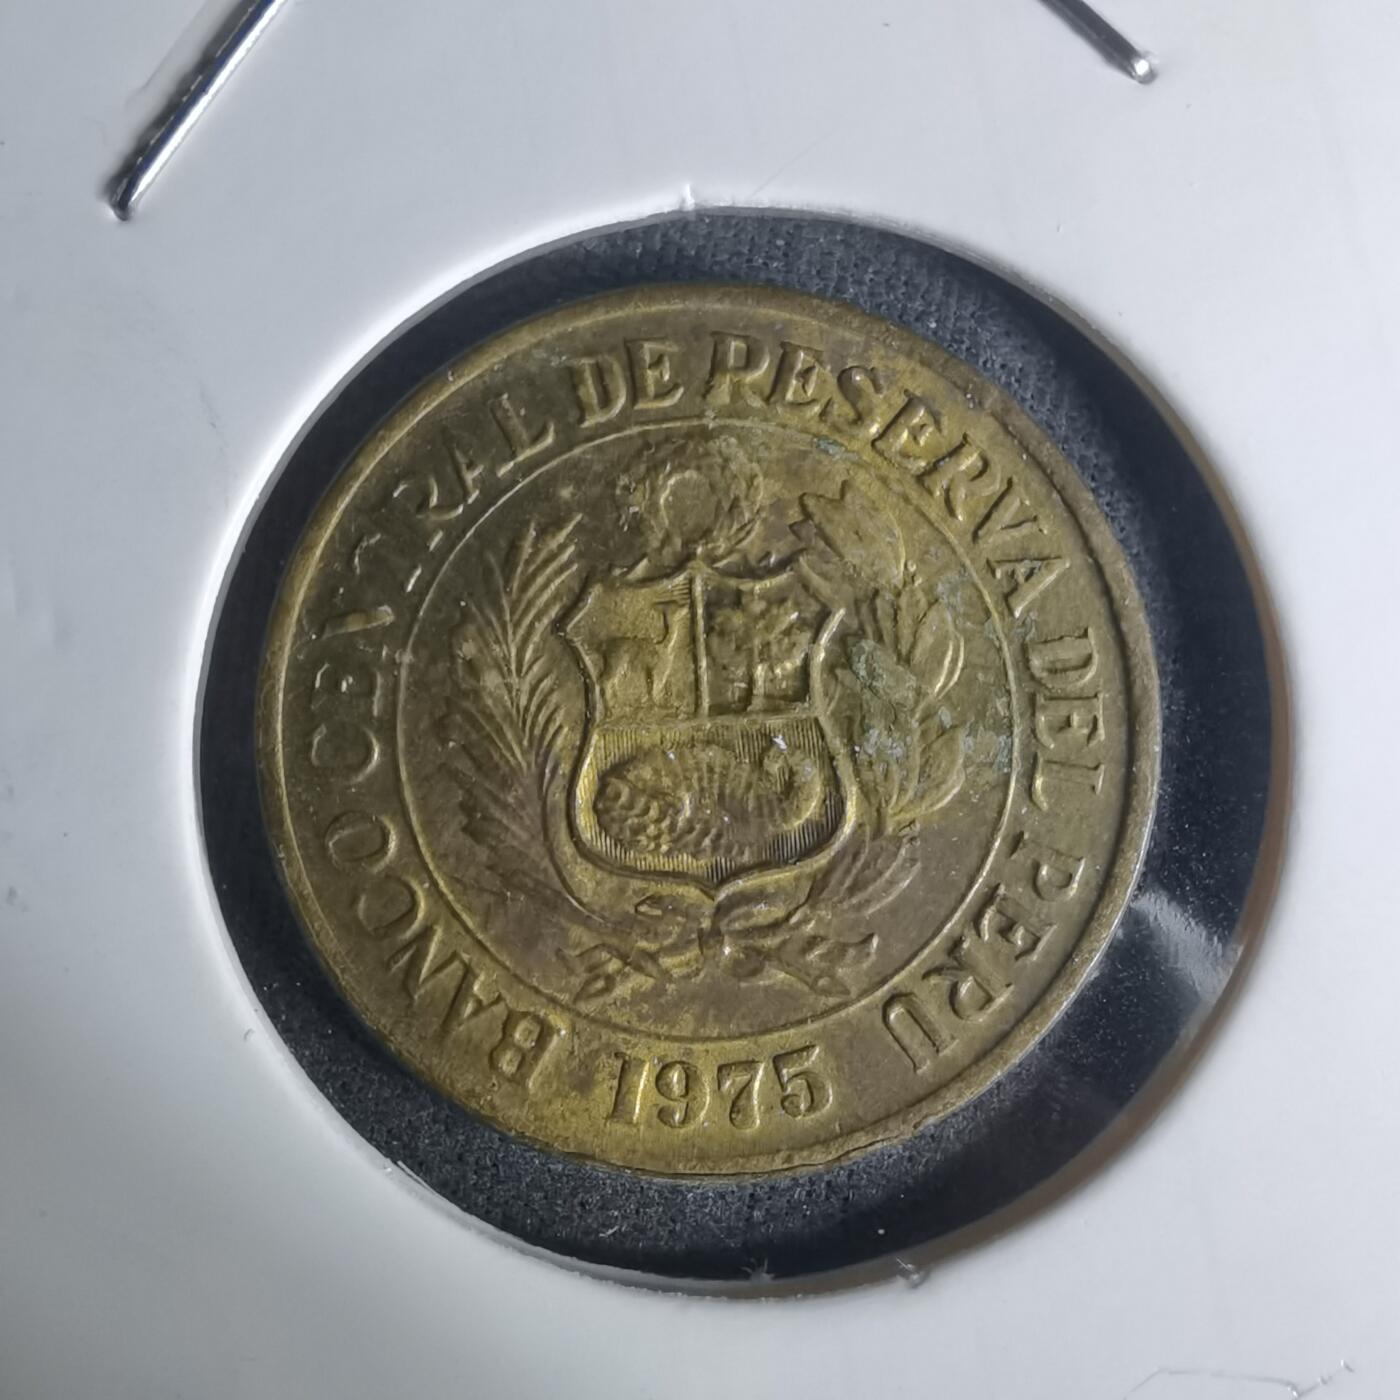 BANCO CENTRAL DE RESERVA DEL PERU
1975